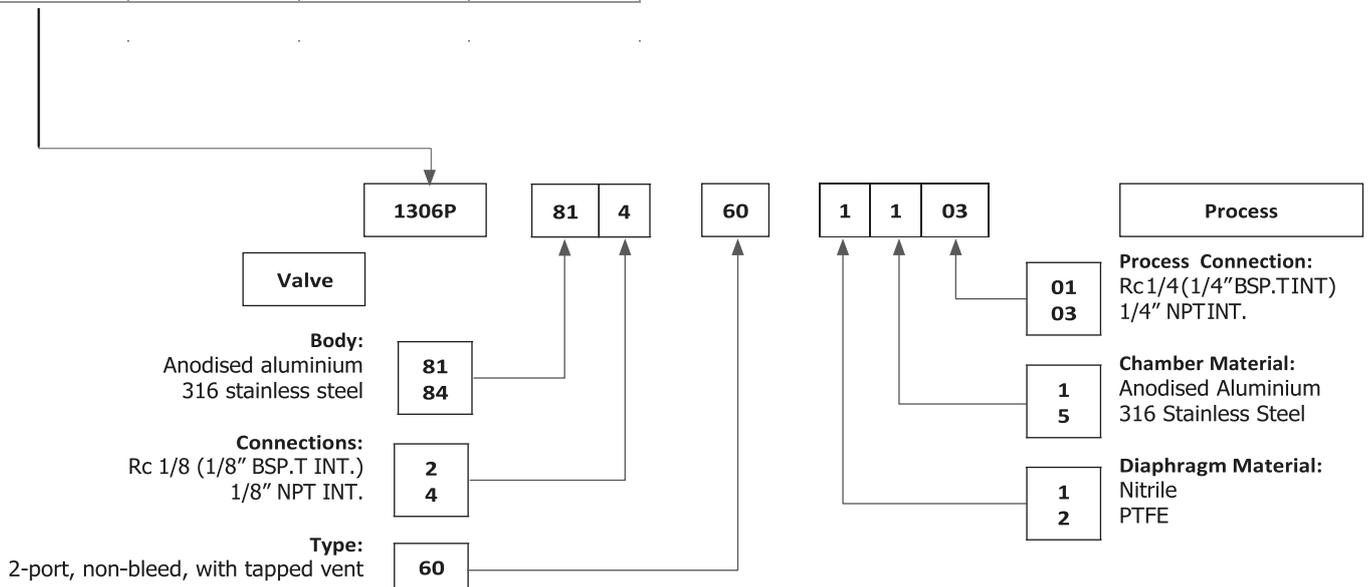 1306P 81 4 60 1 1 03 Process
Valve
Body:
Anodised aluminium 81
316 stainless steel 84
Connections:
Rc 1/8 (1/8” BSP.T INT.) 2
1/8” NPT INT. 4
Type:
2-port, non-bleed, with tapped vent 60
Process Connection:
01 Rc1/4(1/4”BSP.TINT)
03 1/4” NPTINT.
Chamber Material:
1 Anodised Aluminium
5 316 Stainless Steel
Diaphragm Material:
1 Nitrile
2 PTFE